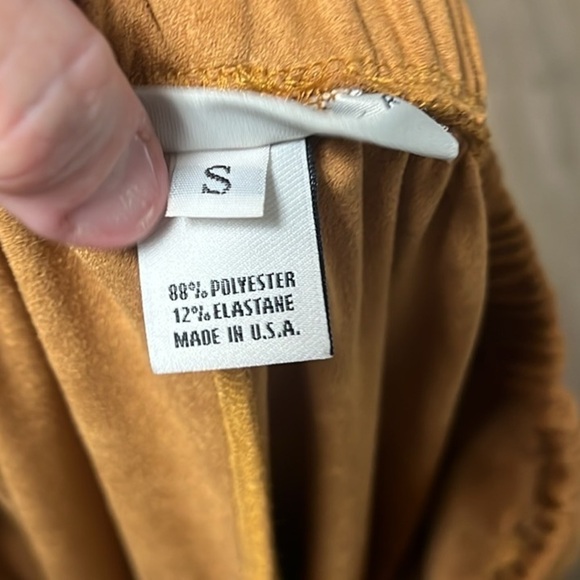 S
88% POLYESTER
12% ELASTANE
MADE IN U.S.A.